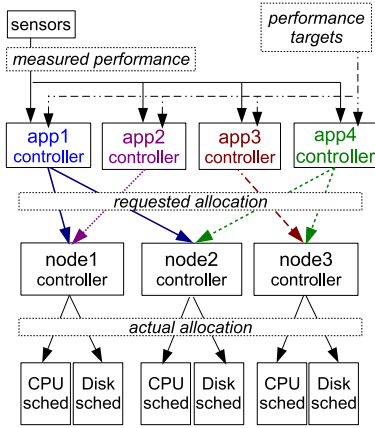 sensors
performance
targets
measured performance
app1 app2 app3 app4
controller controller controller controller
requested allocation
node1 node2 node3
controller controller controller
actual allocation
CPU Disk CPU Disk CPU Disk
sched sched sched sched sched sched